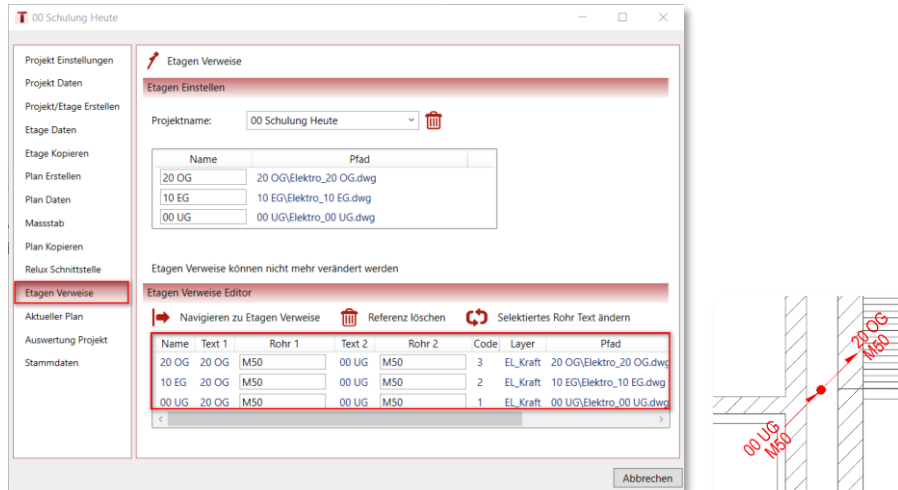 00 Schulung Heute
Projekt Einstellungen
Projekt Daten
Projekt/Etage Erstellen
Etage Daten
Etage Kopieren
Plan Erstellen
Plan Daten
Massstab
Plan Kopieren
Relux Schnittstelle
Etagen Verweise
Aktueller Plan
Auswertung Projekt
Stammdaten
Etagen Verweise
Etagen Einstellen
Projektname: 00 Schulung Heute
Name Pfad
20 OG 20 OG\Elektro_20 OG.dwg
10 EG 10 EG\Elektro_10 EG.dwg
00 UG 00 UG\Elektro_00 UG.dwg
Etagen Verweise können nicht mehr verändert werden
Etagen Verweise Editor
Navigieren zu Etagen Verweise Referenz löschen Selektiertes Rohr Text ändern
Name Text 1 Rohr 1 Text 2 Rohr 2 Code Layer Pfad
20 OG 20 OG M50 00 UG M50 3 EL_Kraft 20 OG\Elektro_20 OG.dwg
10 EG 20 OG M50 00 UG M50 2 EL_Kraft 10 EG\Elektro_10 EG.dwg
00 UG 20 OG M50 00 UG M50 1 EL_Kraft 00 UG\Elektro_00 UG.dwg
Abbrechen
20 OG
M50
00 UG
M50